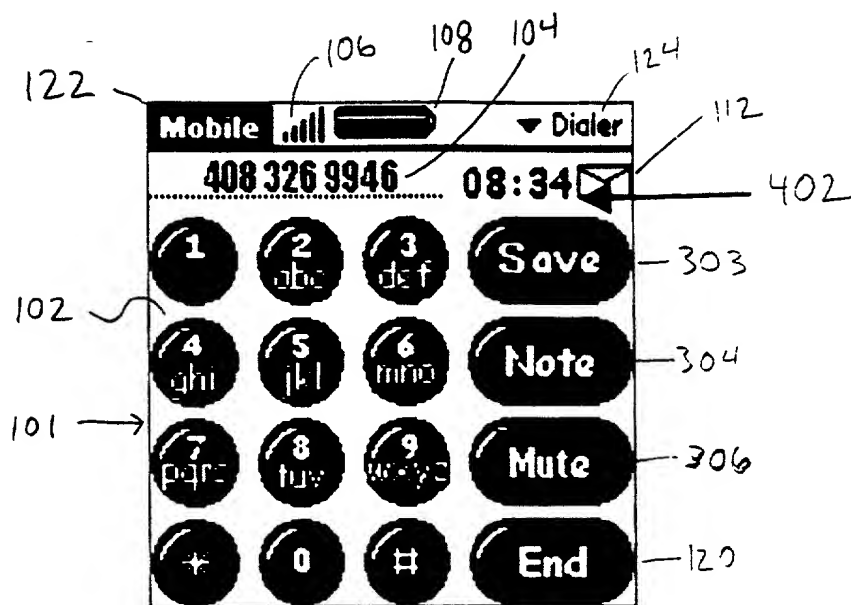 106 108 104 124
122 112
Mobile Dialer
408 326 9946 08:34 402
1 2 abc 3 def Save 303
102
4 ghi 5 jkl 6 mno Note 304
101
7 pqrs 8 tuv 9 wxyz Mute 306
0 # End 120